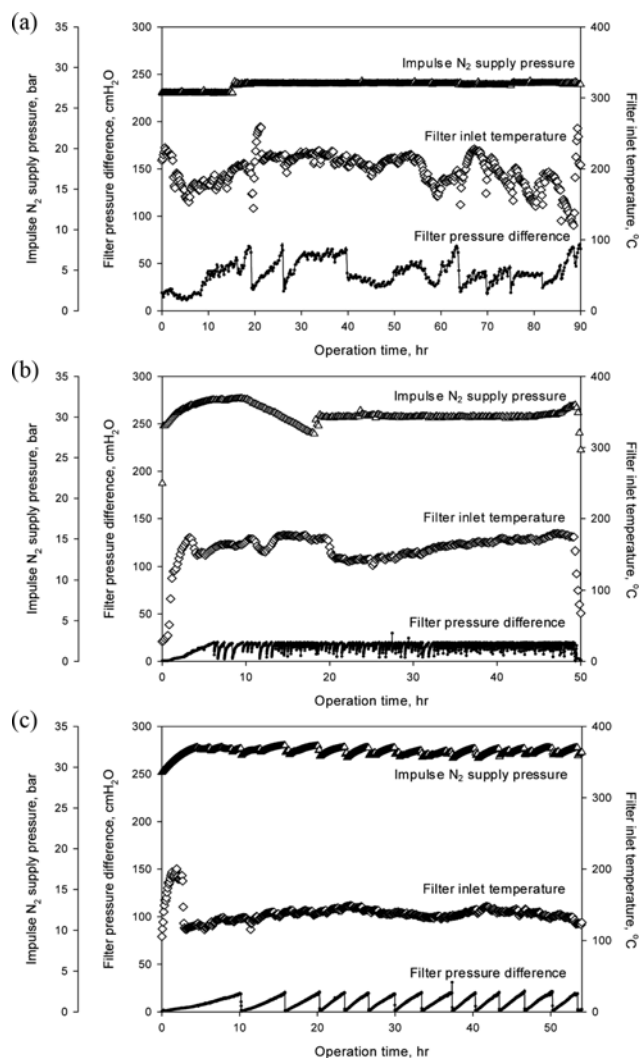 (a)
Impulse N2 supply pressure, bar
35
30
25
20
15
10
5
0
Filter pressure difference, cmH2O
300
250
200
150
100
50
0
Impulse N2 supply pressure
Filter inlet temperature
Filter pressure difference
400
300
200
100
0
Filter inlet temperature, °C
0 10 20 30 40 50 60 70 80 90
Operation time, hr
(b)
Impulse N2 supply pressure, bar
35
30
25
20
15
10
5
0
Filter pressure difference, cmH2O
300
250
200
150
100
50
0
Impulse N2 supply pressure
Filter inlet temperature
Filter pressure difference
400
300
200
100
0
Filter inlet temperature, °C
0 10 20 30 40 50
Operation time, hr
(c)
Impulse N2 supply pressure, bar
35
30
25
20
15
10
5
0
Filter pressure difference, cmH2O
300
250
200
150
100
50
0
Impulse N2 supply pressure
Filter inlet temperature
Filter pressure difference
400
300
200
100
0
Filter inlet temperature, °C
0 10 20 30 40 50
Operation time, hr